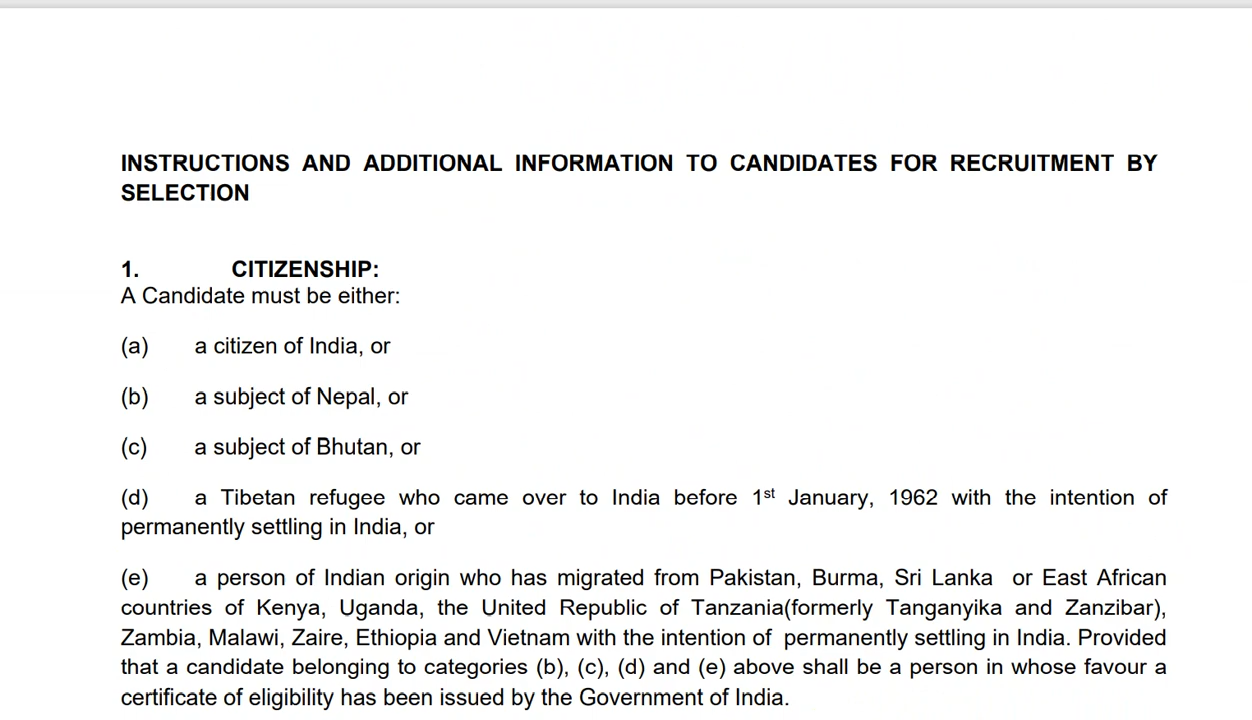 INSTRUCTIONS AND ADDITIONAL INFORMATION TO CANDIDATES FOR RECRUITMENT BY
SELECTION
1. CITIZENSHIP:
A Candidate must be either:
(a) a citizen of India, or
(b) a subject of Nepal, or
(c) a subject of Bhutan, or
(d) a Tibetan refugee who came over to India before 1st January, 1962 with the intention of
permanently settling in India, or
(e) a person of Indian origin who has migrated from Pakistan, Burma, Sri Lanka or East African
countries of Kenya, Uganda, the United Republic of Tanzania(formerly Tanganyika and Zanzibar),
Zambia, Malawi, Zaire, Ethiopia and Vietnam with the intention of permanently settling in India. Provided
that a candidate belonging to categories (b), (c), (d) and (e) above shall be a person in whose favour a
certificate of eligibility has been issued by the Government of India.